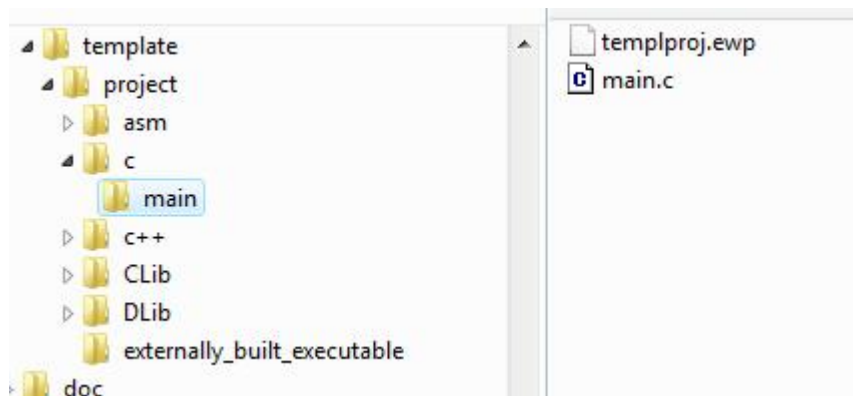 template
project
asm
c
main
c++
CLib
DLib
externally_built_executable
doc
templproj.ewp
main.c